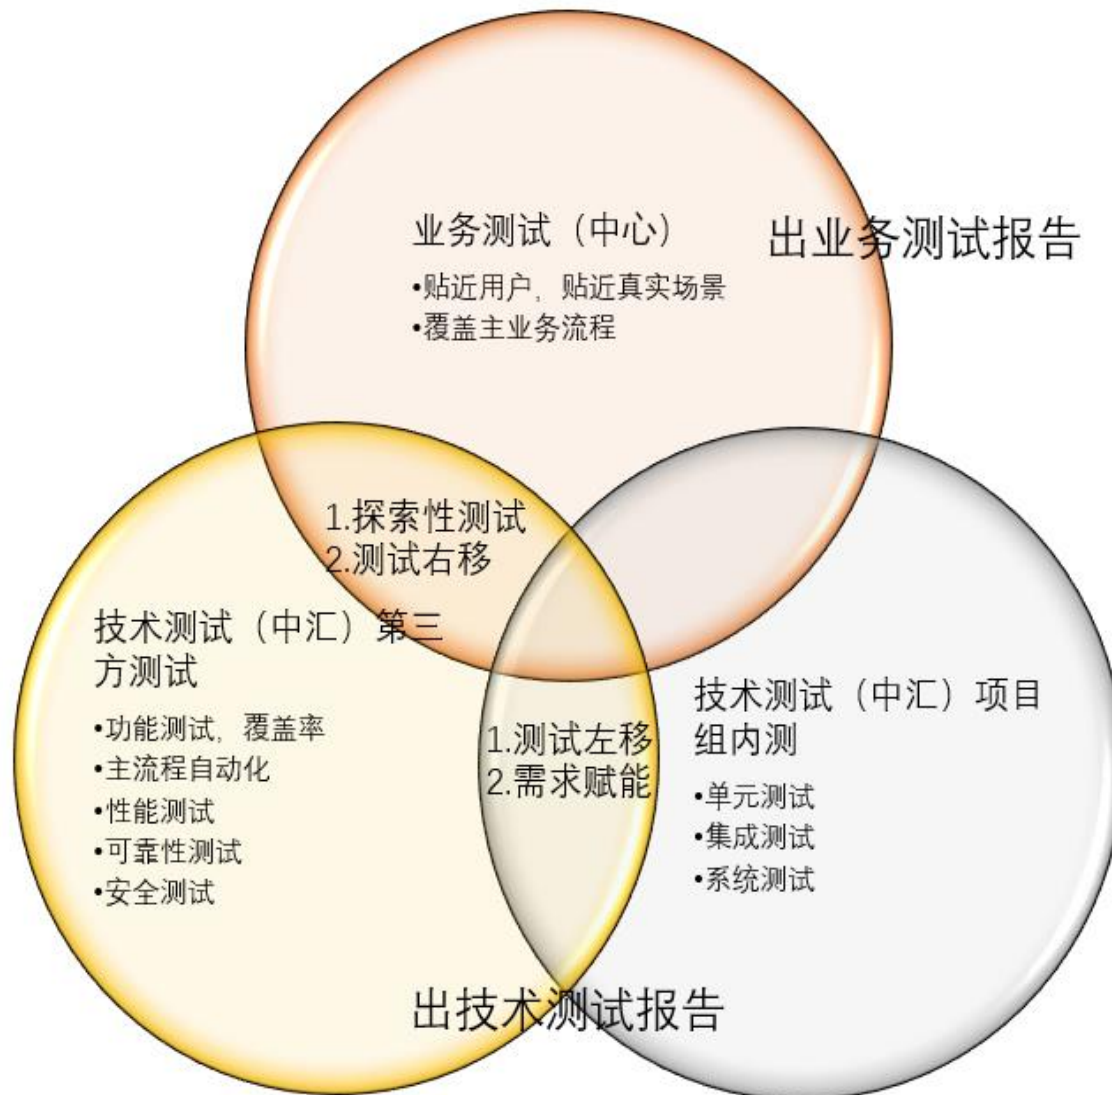 业务测试（中心）
出业务测试报告
•贴近用户，贴近真实场景
•覆盖主业务流程
1.探索性测试
2.测试右移
技术测试（中汇）第三
方测试
•功能测试，覆盖率
•主流程自动化
•性能测试
•可靠性测试
•安全测试
1.测试左移
2.需求赋能
技术测试（中汇）项目
组内测
•单元测试
•集成测试
•系统测试
出技术测试报告